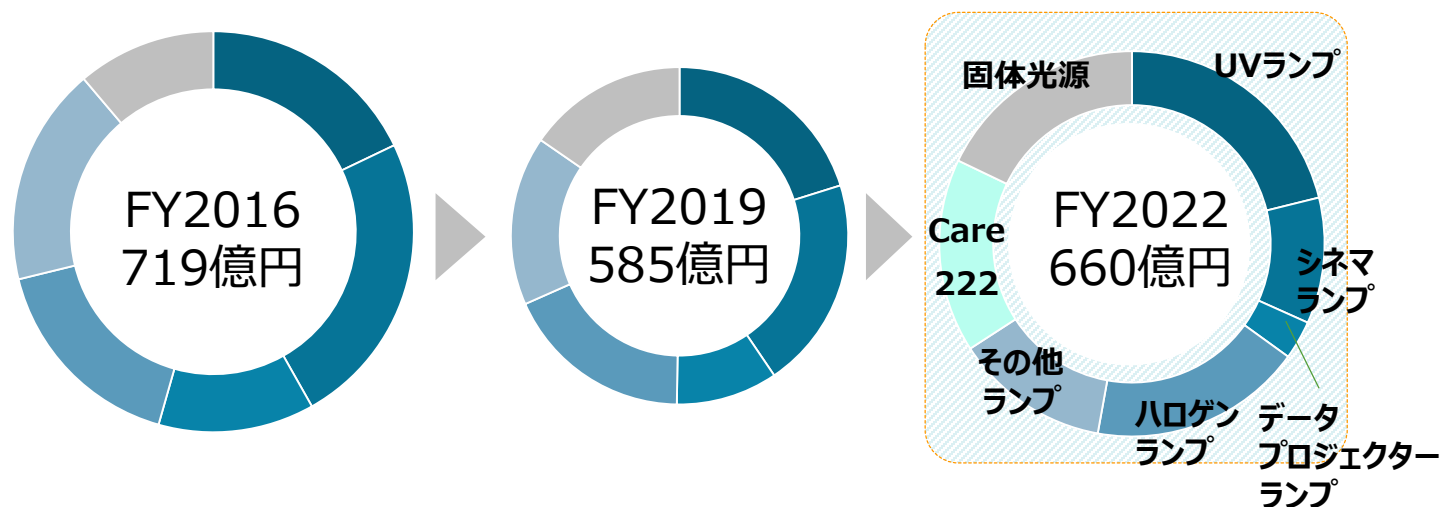 FY2016
719億円
FY2019
585億円
FY2022
660億円
UVランプ
シネマ
ランプ
データ
プロジェクター
ランプ
ハロゲン
ランプ
その他
ランプ
Care
222
固体光源